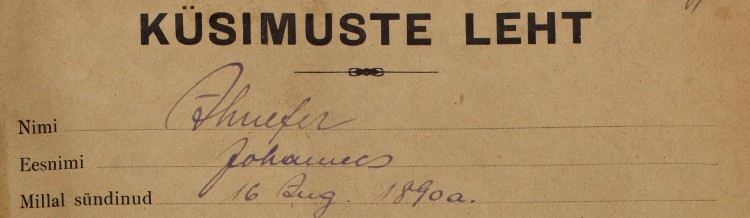 KÜSIMUSTE LEHT
Nimi
Eesnimi Johannes
Millal sündinud 16 Aug. 1890a.